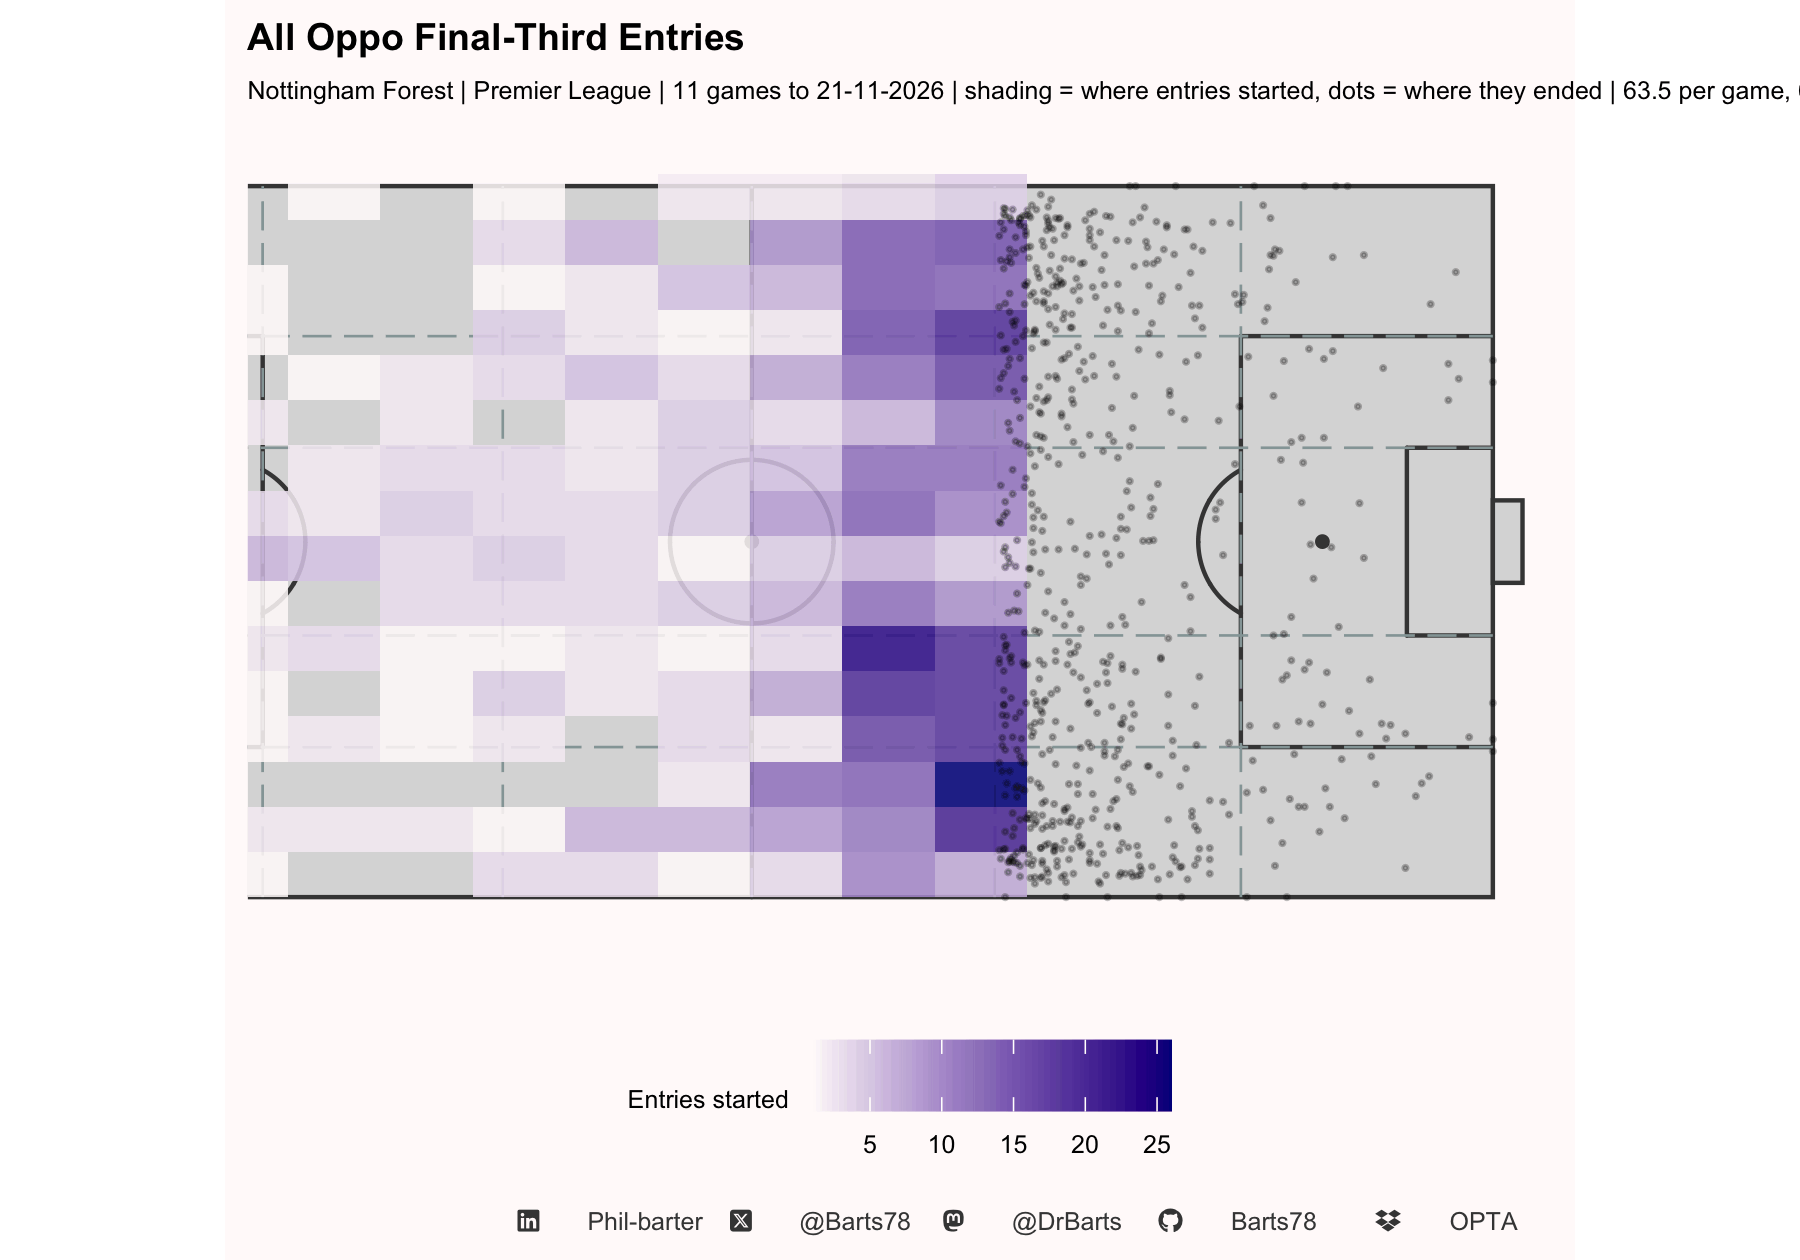 All Oppo Final-Third Entries
Nottingham Forest | Premier League | 11 games to 21-11-2026 | shading = where entries started, dots = where they ended | 63.5 per game,
Entries started
5 10 15 20 25
Phil-barter @Barts78 @DrBarts Barts78 OPTA